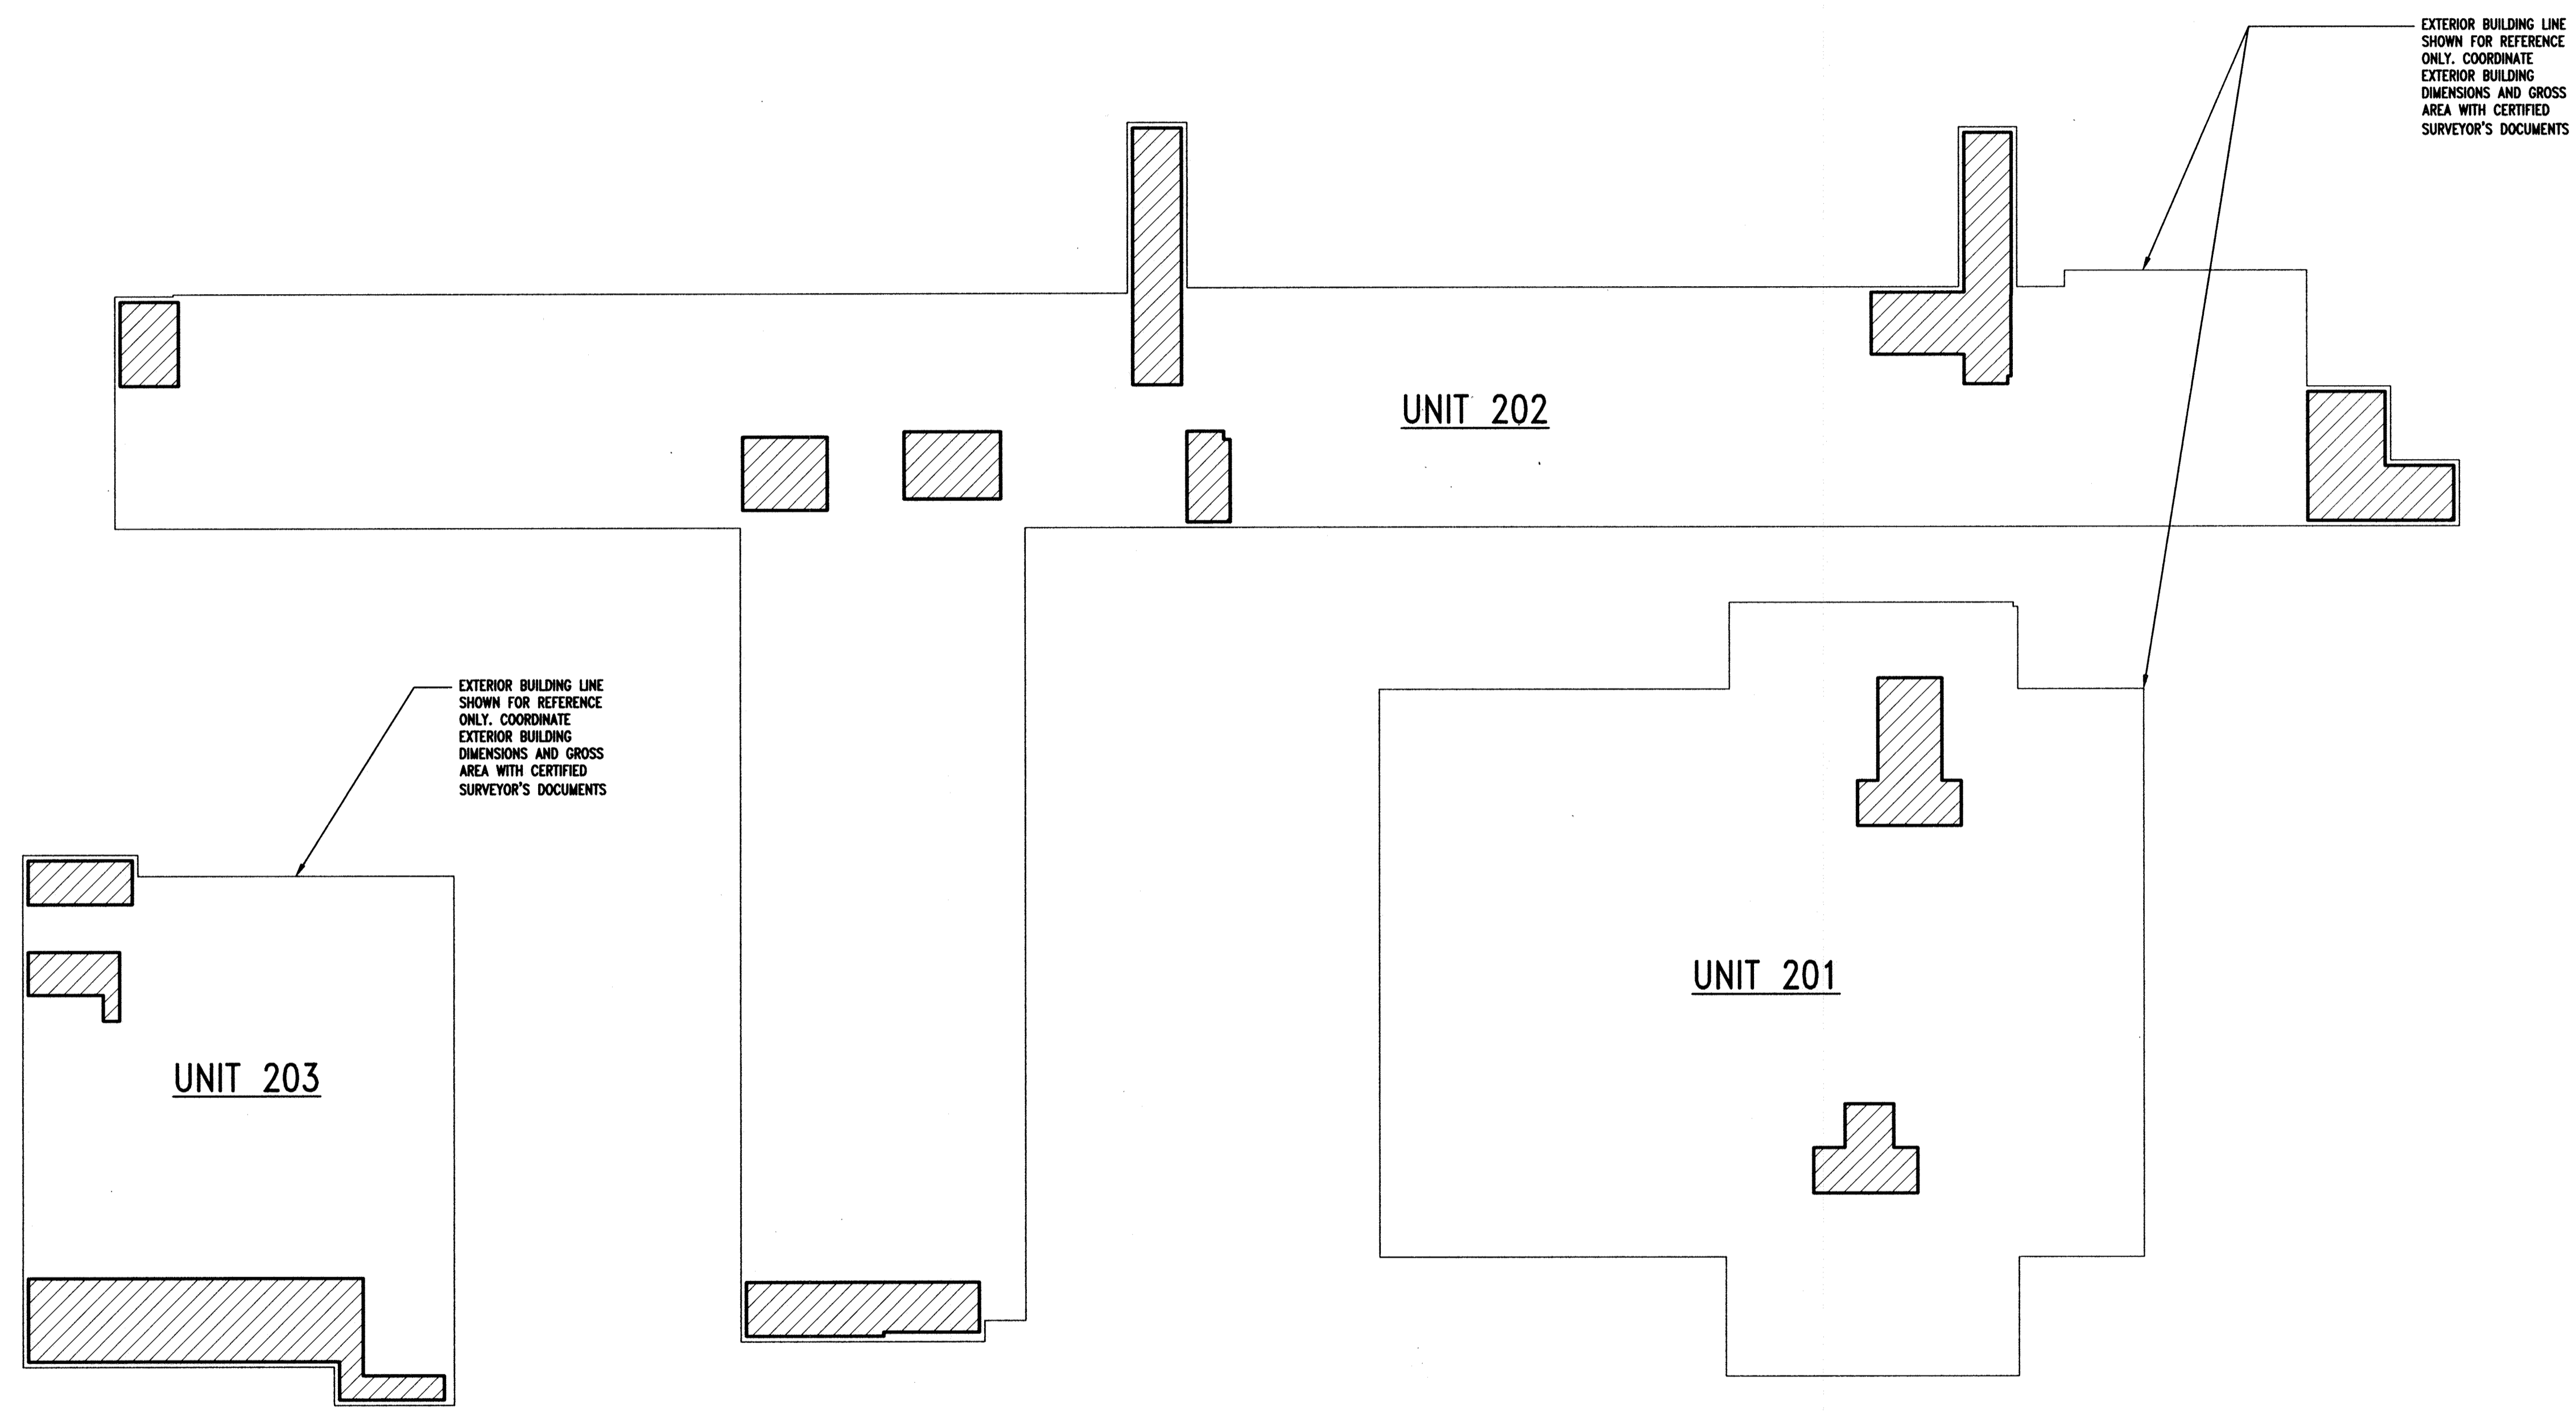 EXTERIOR BUILDING LINE
SHOWN FOR REFERENCE
ONLY. COORDINATE
EXTERIOR BUILDING
DIMENSIONS AND GROSS
AREA WITH CERTIFIED
SURVEYOR'S DOCUMENTS
UNIT 202
EXTERIOR BUILDING LINE
SHOWN FOR REFERENCE
ONLY. COORDINATE
EXTERIOR BUILDING
DIMENSIONS AND GROSS
AREA WITH CERTIFIED
SURVEYOR'S DOCUMENTS
UNIT 201
UNIT 203